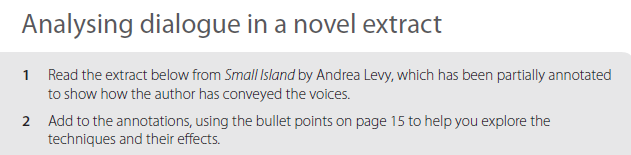 Analysing dialogue in a novel extract
1 Read the extract below from Small Island by Andrea Levy, which has been partially annotated
to show how the author has conveyed the voices.
2 Add to the annotations, using the bullet points on page 15 to help you explore the
techniques and their effects.